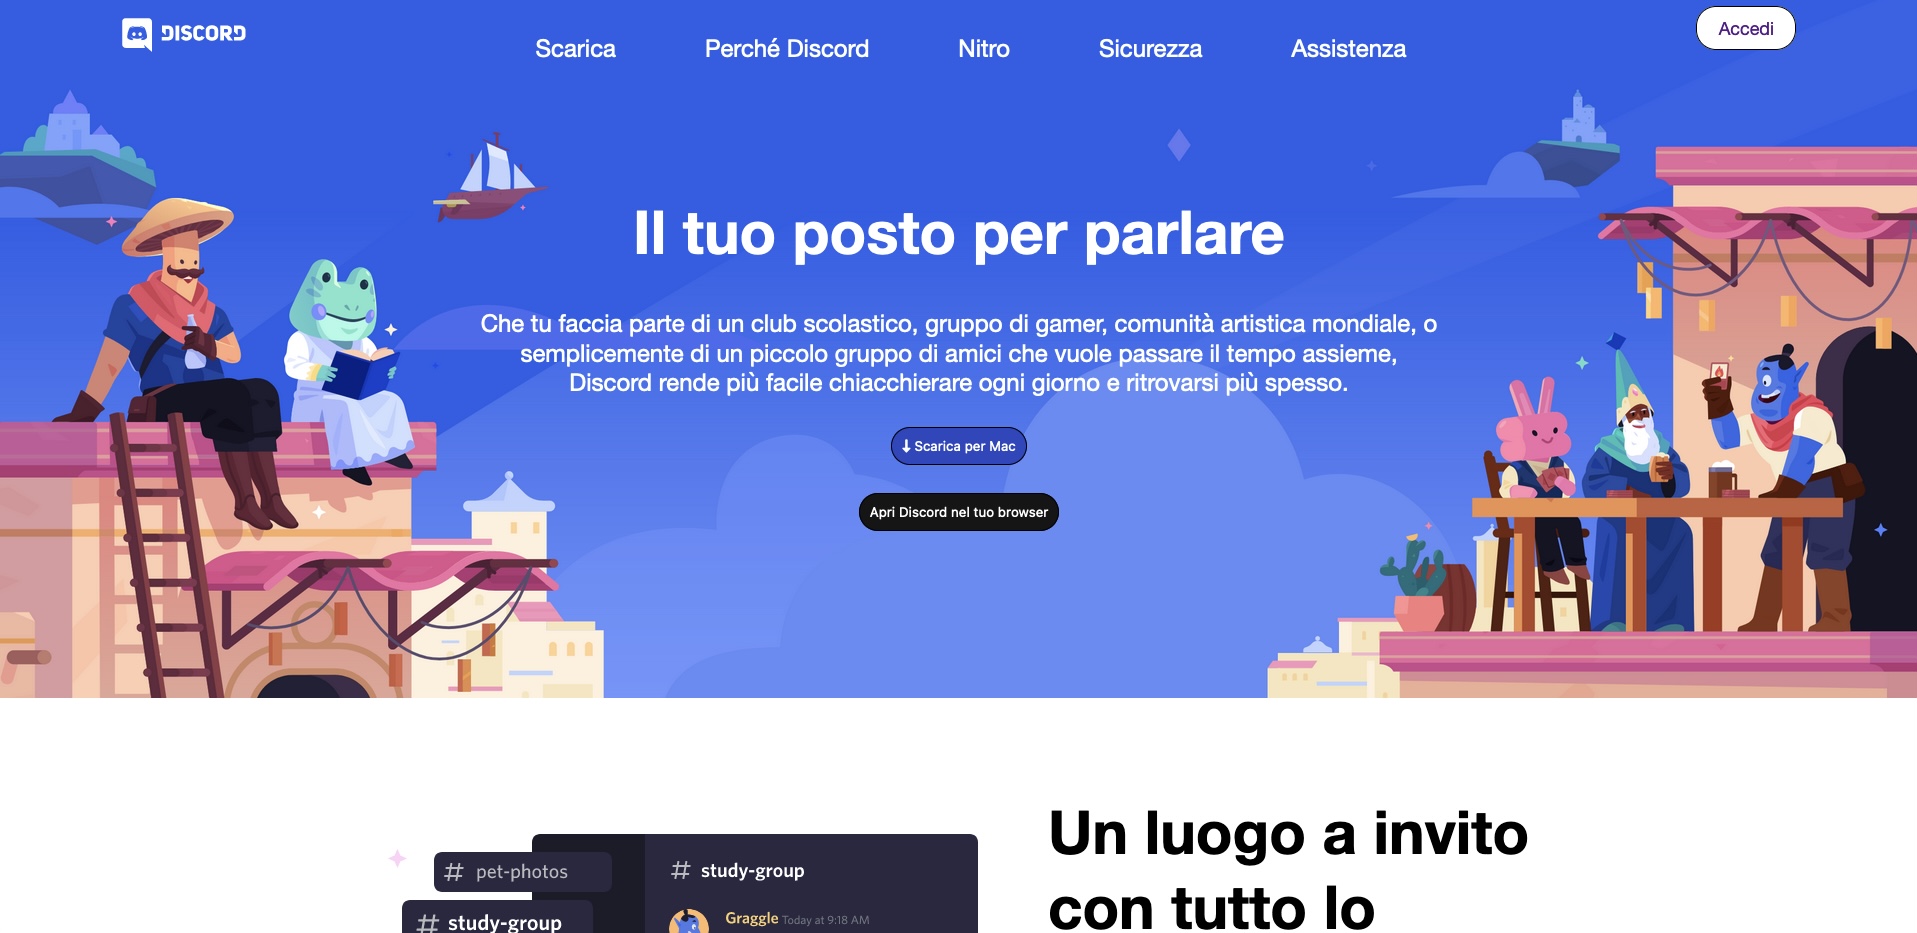 DISCORD
Scarica
Perché Discord
Nitro
Sicurezza
Assistenza
Accedi
Il tuo posto per parlare
Che tu faccia parte di un club scolastico, gruppo di gamer, comunità artistica mondiale, o
semplicemente di un piccolo gruppo di amici che vuole passare il tempo assieme,
Discord rende più facile chiacchierare ogni giorno e ritrovarsi più spesso.
Scarica per Mac
Apri Discord nel tuo browser
# pet-photos
# study-group
# study-group
Graggle Today at 9:18 AM
Un luogo a invito
con tutto lo